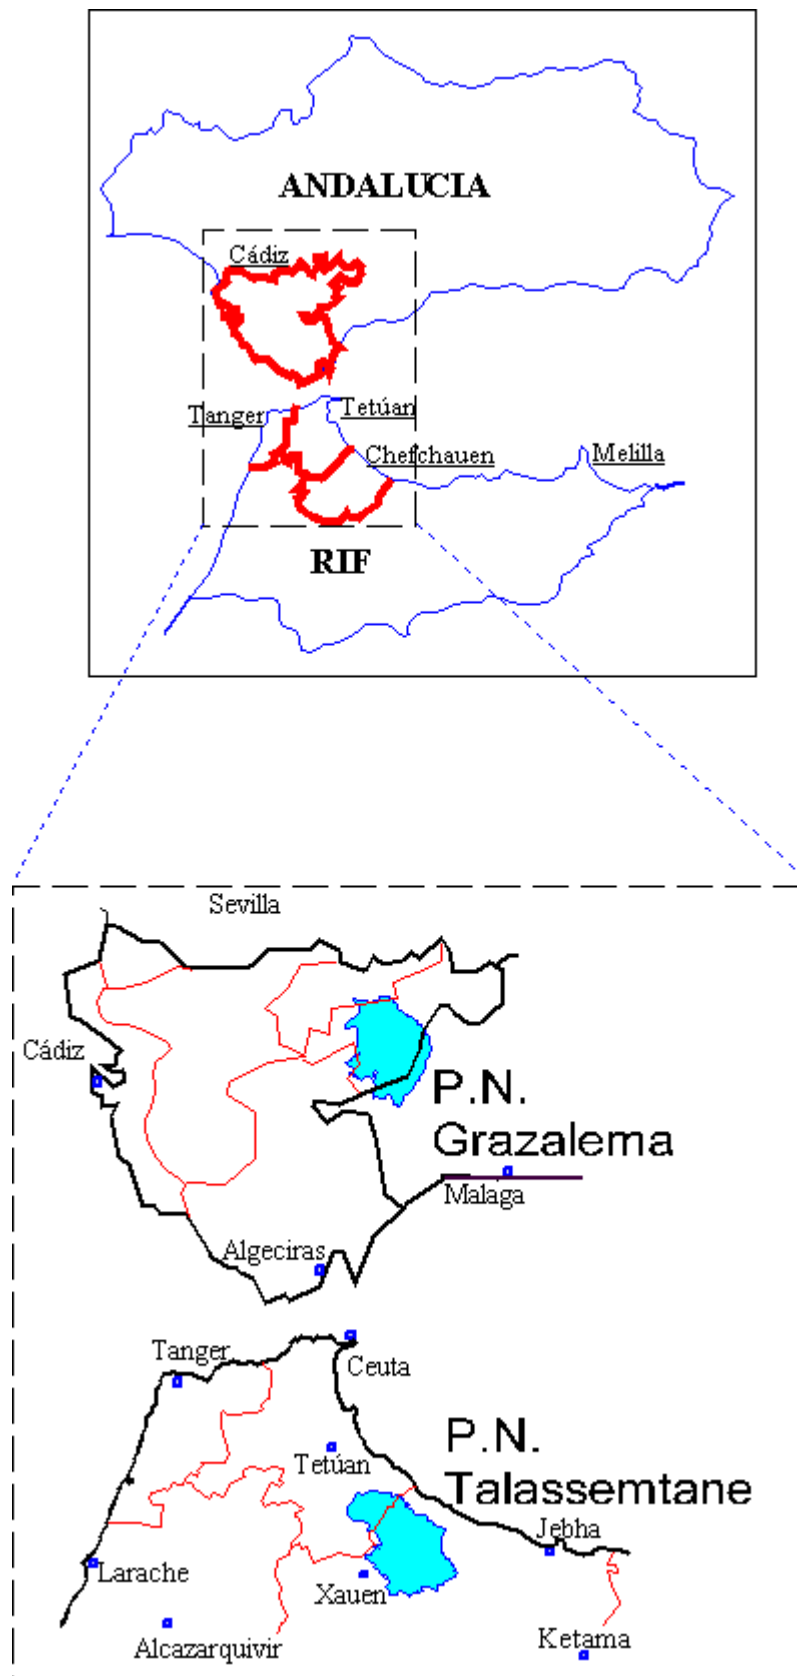 ANDALUCIA
Cádiz
Tanger
Tetúan
Chefchauen
Melilla
RIF
Sevilla
Cádiz
P.N.
Grazalema
Malaga
Algeciras
Tanger
Ceuta
P.N.
Tetúan
Talassemtane
Jebha
Larache
Xauen
Alcazarquivir
Ketama